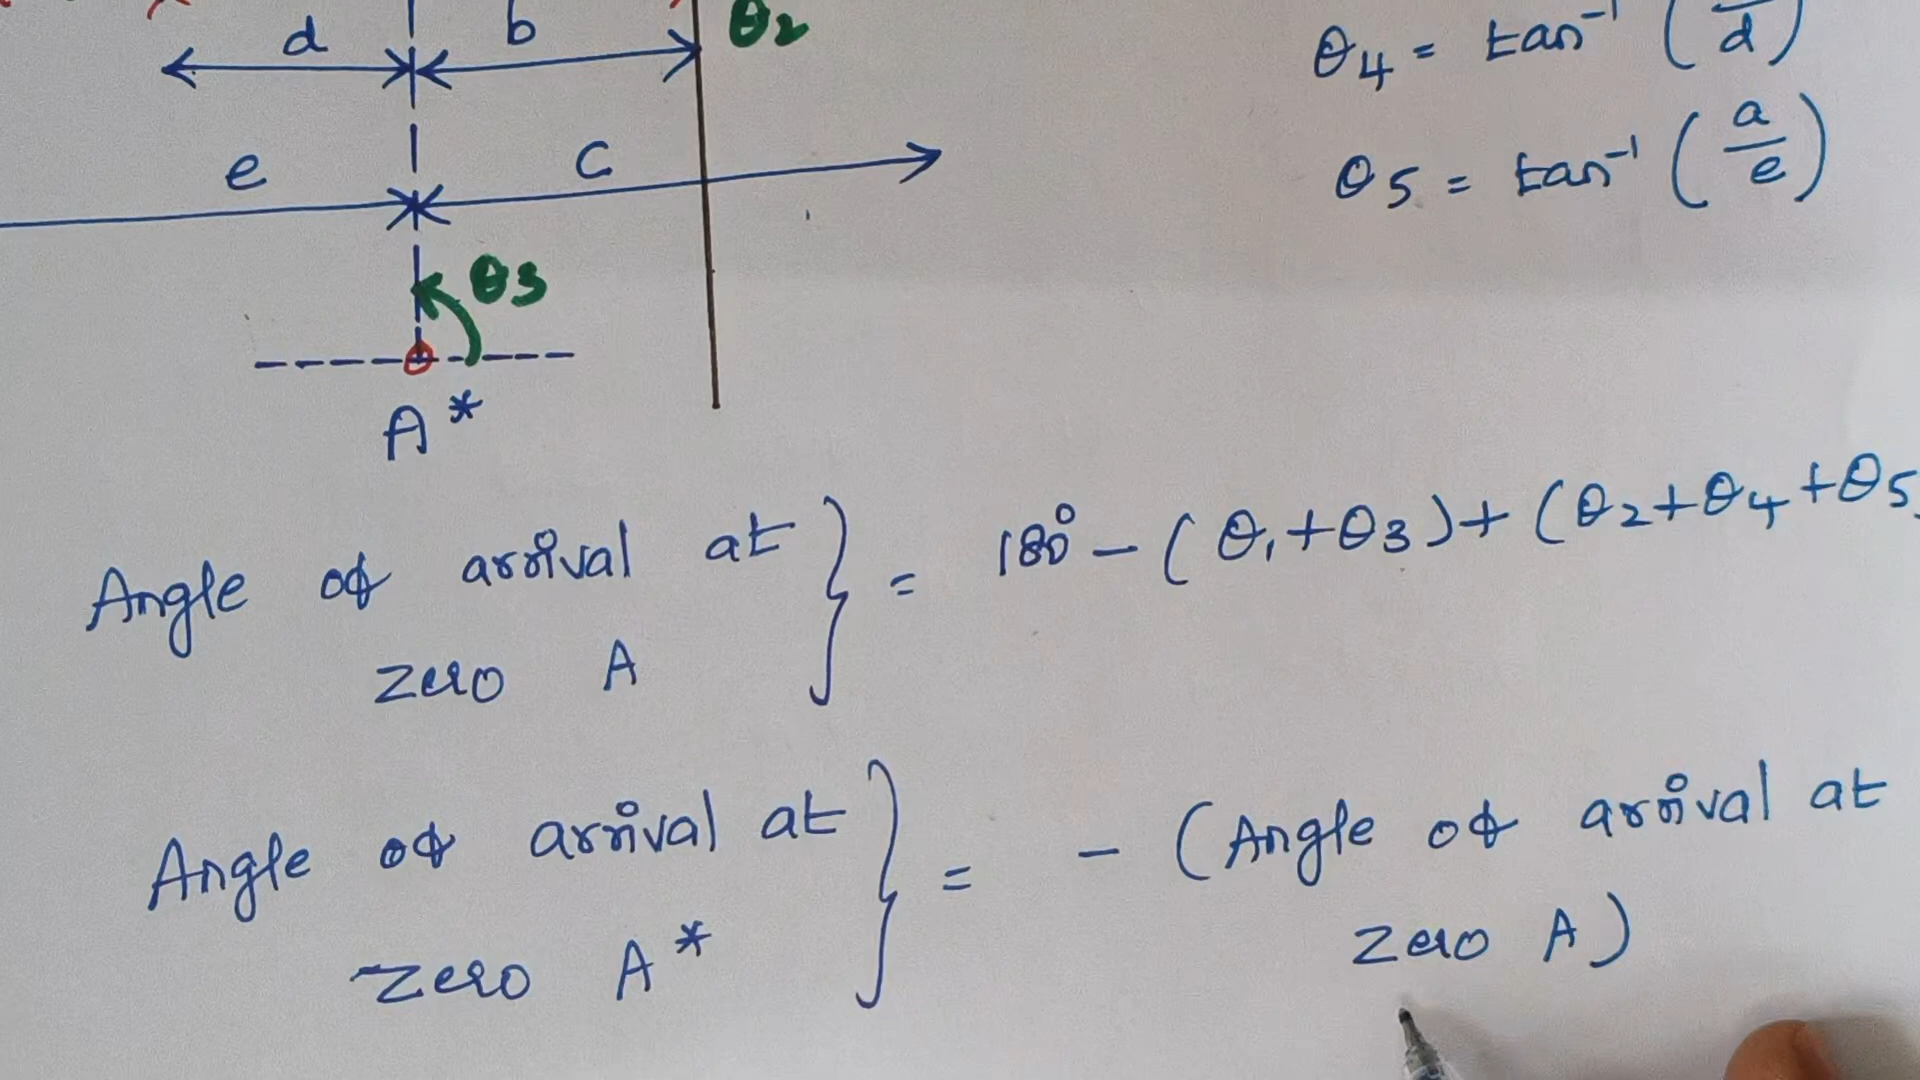 d b θ2
e c
θ3
A*
θ4 = tan⁻¹ ( /d)
θ5 = tan⁻¹ (a/e)
Angle of arrival at zero A } = 180° - (θ1+θ3)+(θ2+θ4+θ5
Angle of arrival at zero A* } = - (Angle of arrival at zero A)